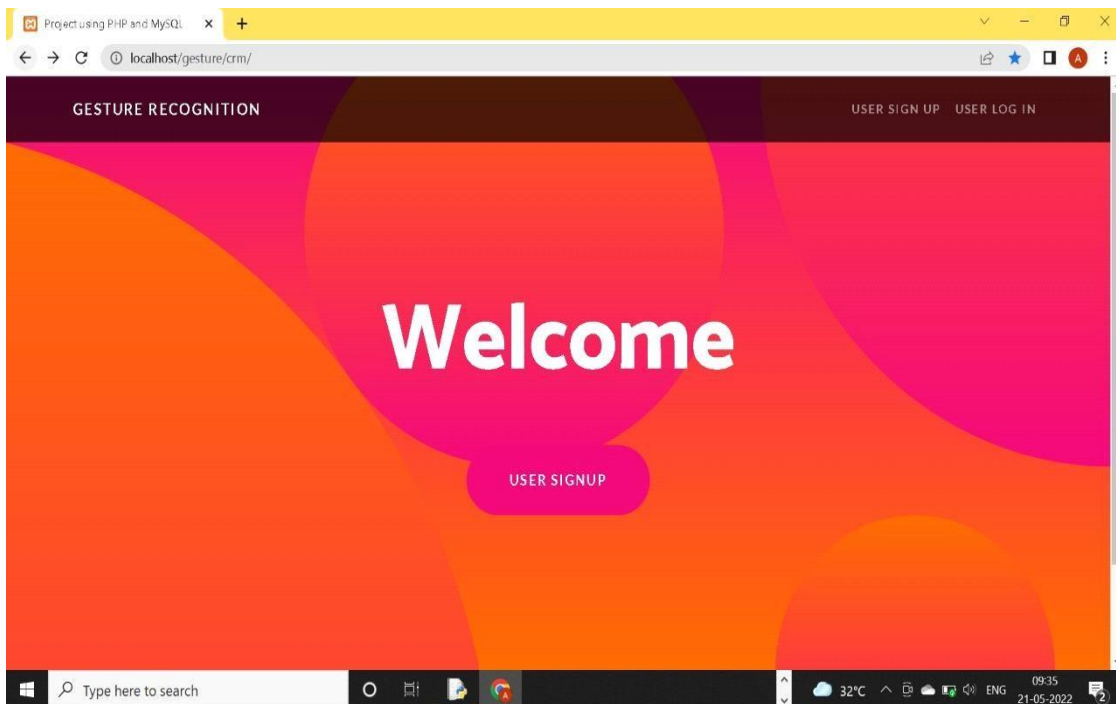 Project using PHP and MySQL
localhost/gesture/crm/
A
GESTURE RECOGNITION
USER SIGN UP USER LOG IN
Welcome
USER SIGNUP
Type here to search
32°C ENG
09:35
21-05-2022
2